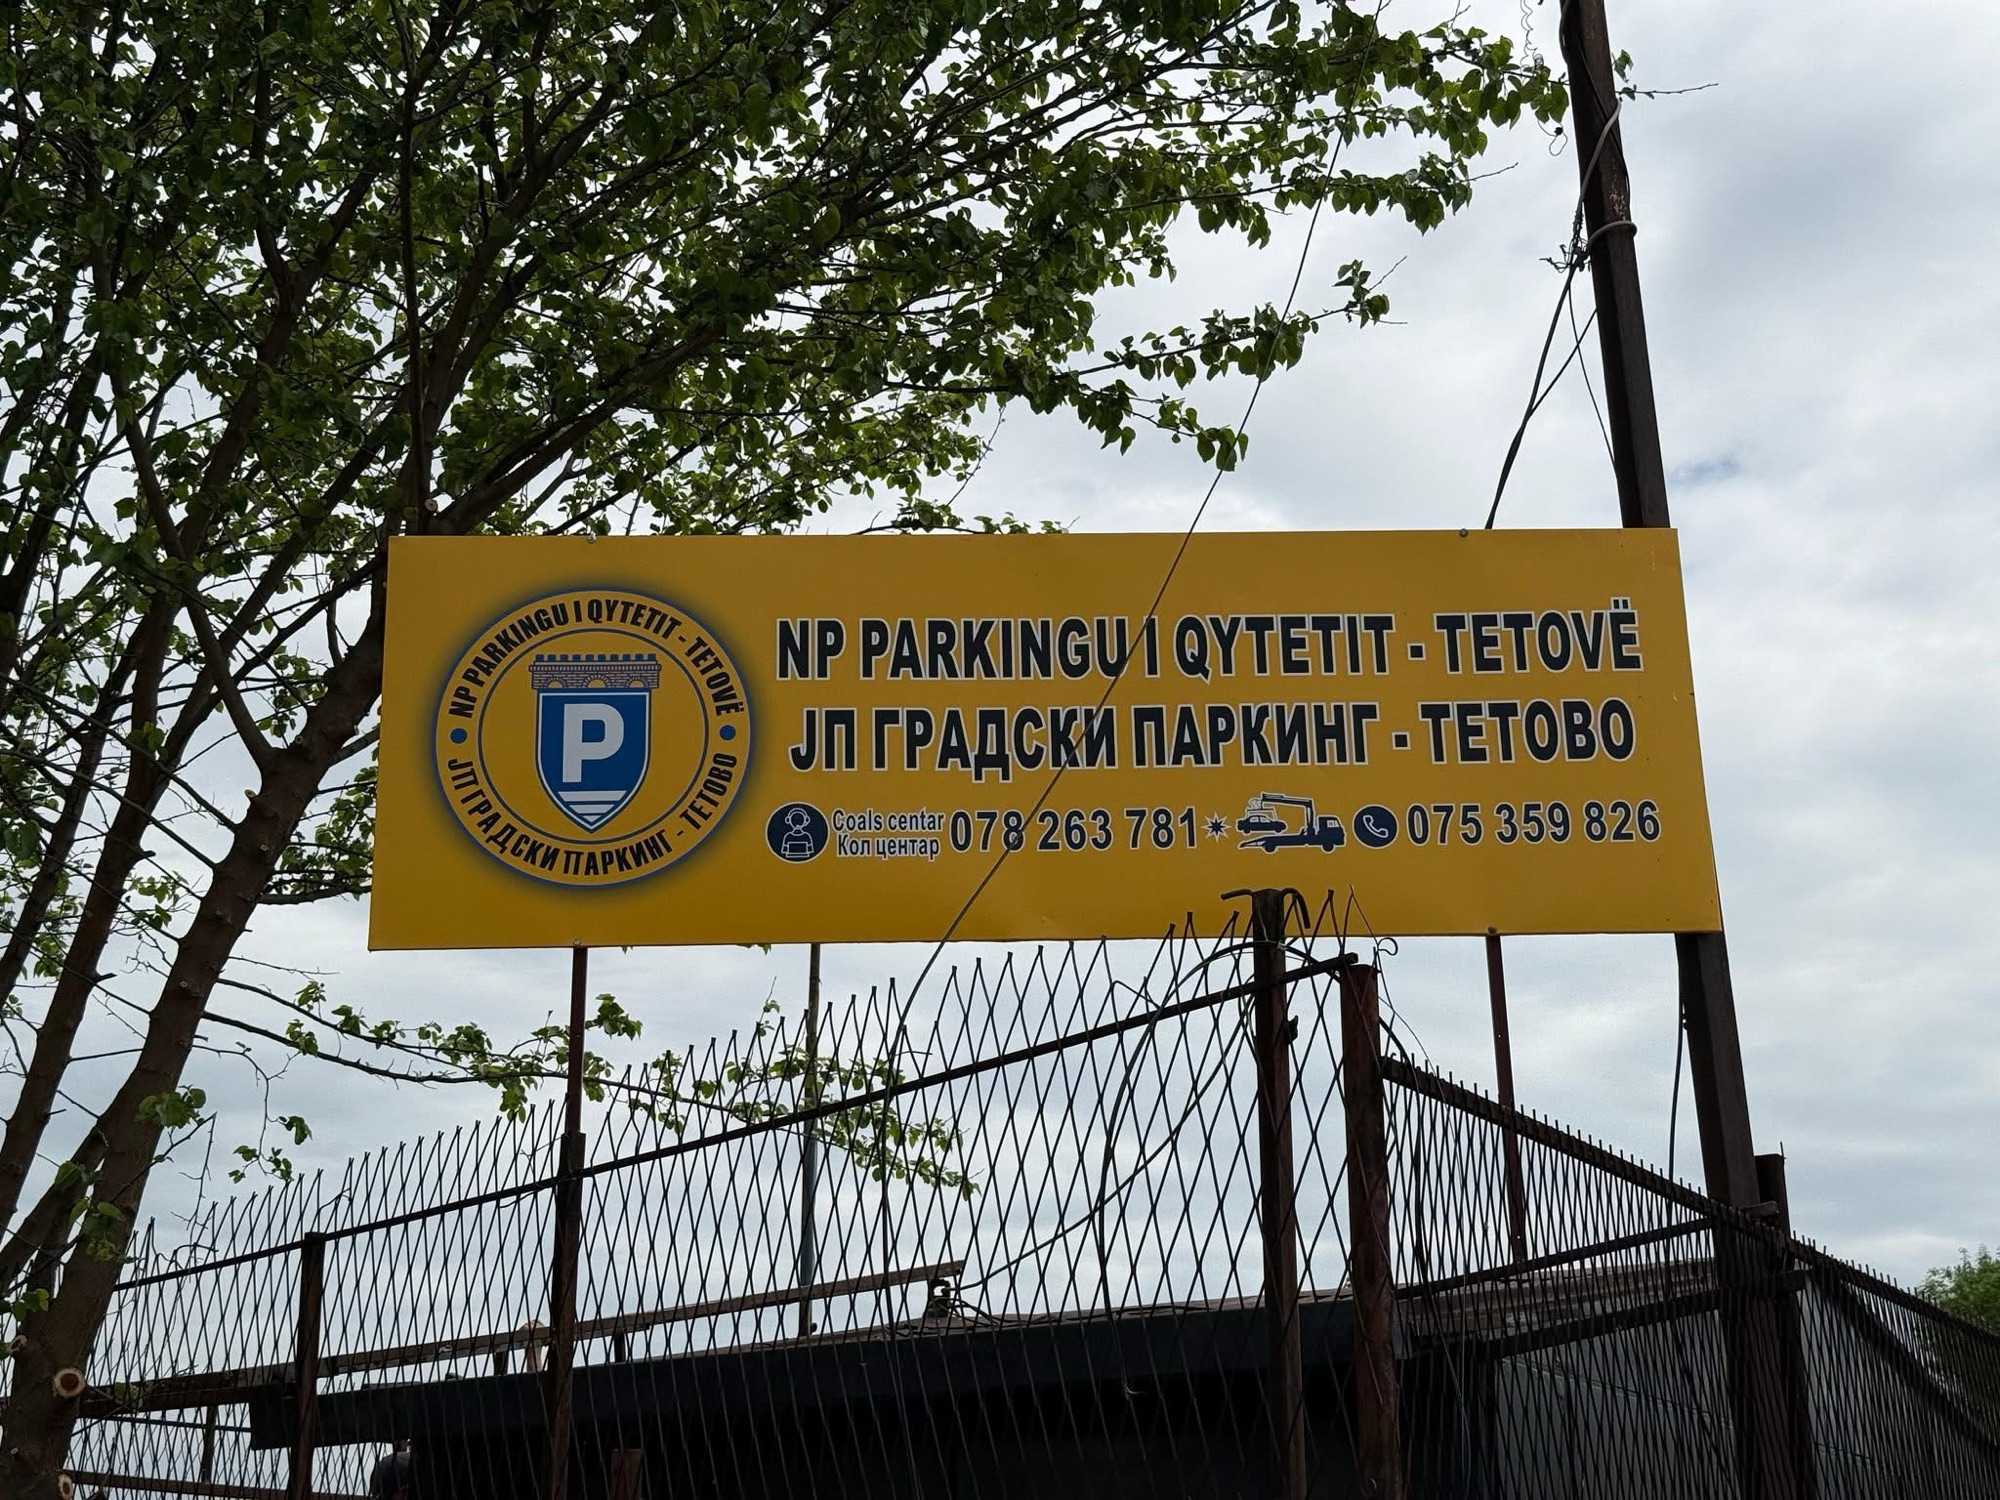 NP PARKINGU I QYTETIT - TETOVË
ЈП ГРАДСКИ ПАРКИНГ - ТЕТОВО
P
NP PARKINGU I QYTETIT - TETOVË
ЈП ГРАДСКИ ПАРКИНГ - ТЕТОВО
Coals centar
Кол центар
078 263 781
075 359 826